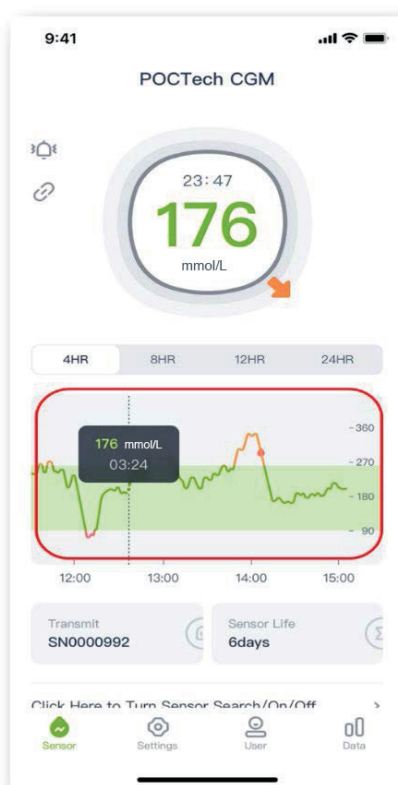 9:41
POCTech CGM
23:47
176
mmol/L
4HR 8HR 12HR 24HR
176 mmol/L
03:24
-360
-270
-180
- 90
12:00 13:00 14:00 15:00
Transmit Sensor Life
SN0000992 6days
Click Here to Turn Sensor Search/On/Off >
Sensor Settings User Data